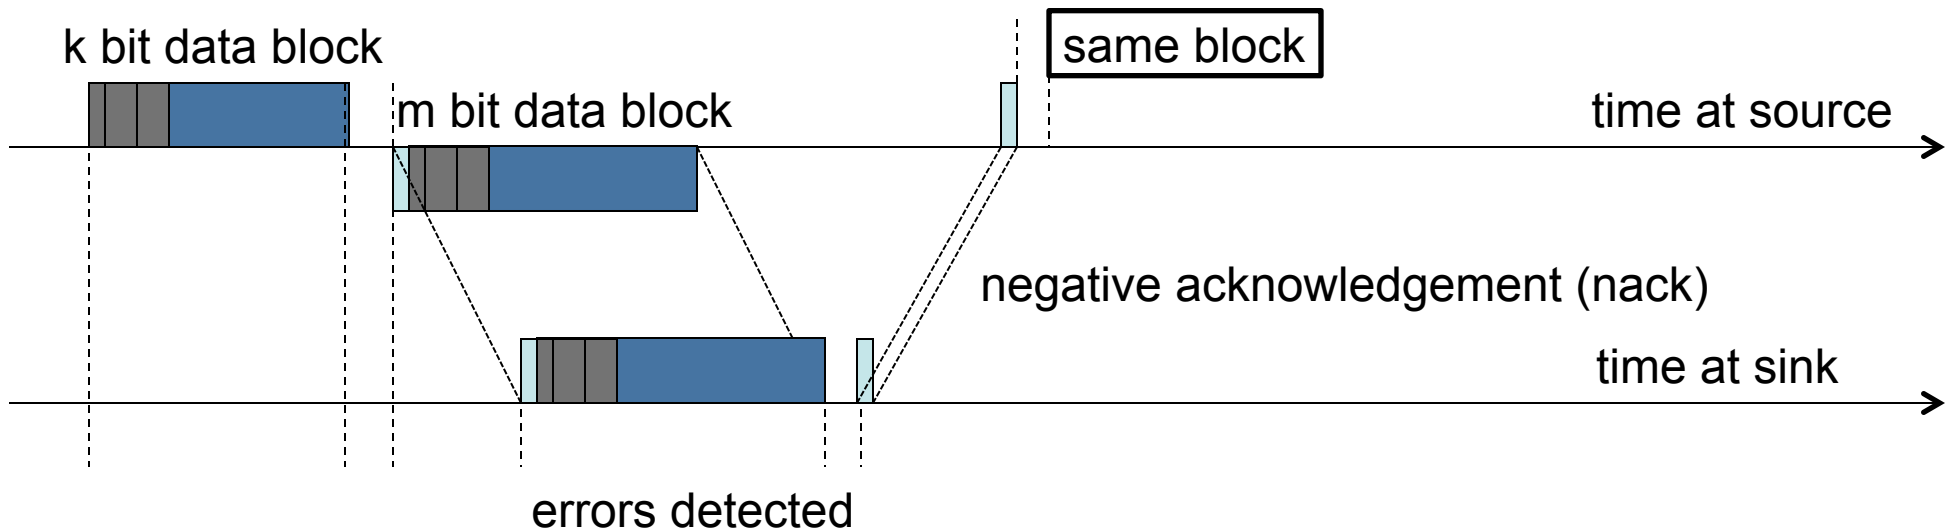 k bit data block
same block
m bit data block
time at source
negative acknowledgement (nack)
time at sink
errors detected